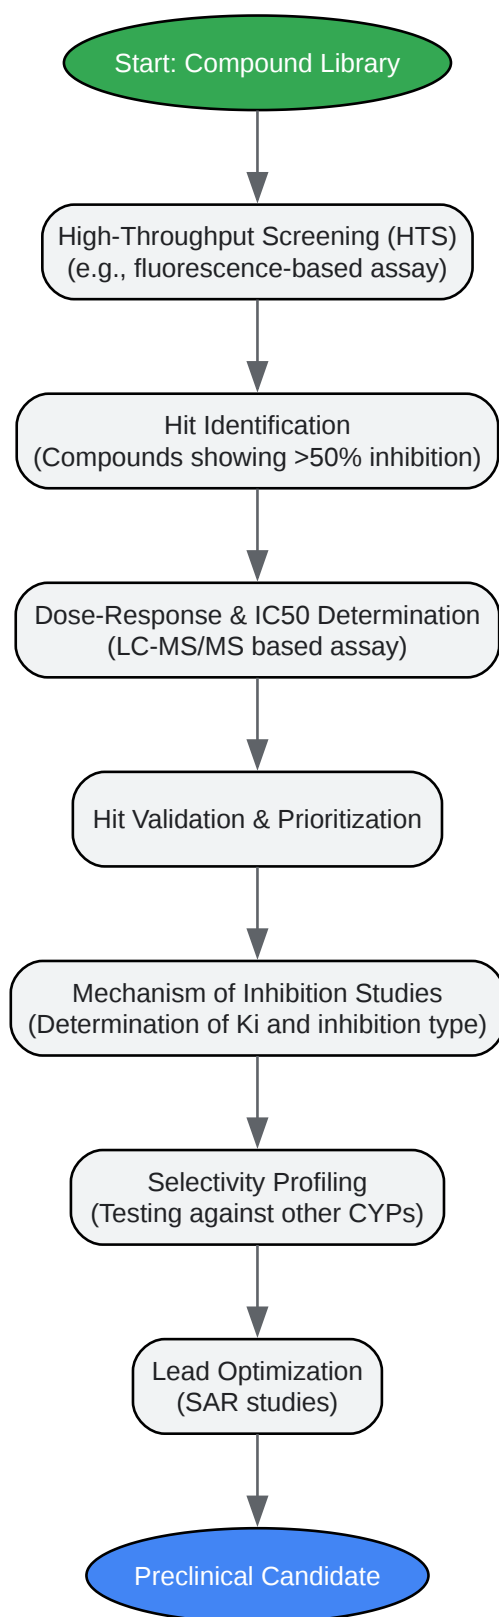 Start: Compound Library
High-Throughput Screening (HTS)
(e.g., fluorescence-based assay)
Hit Identification
(Compounds showing >50% inhibition)
Dose-Response & IC50 Determination
(LC-MS/MS based assay)
Hit Validation & Prioritization
Mechanism of Inhibition Studies
(Determination of Ki and inhibition type)
Selectivity Profiling
(Testing against other CYPs)
Lead Optimization
(SAR studies)
Preclinical Candidate